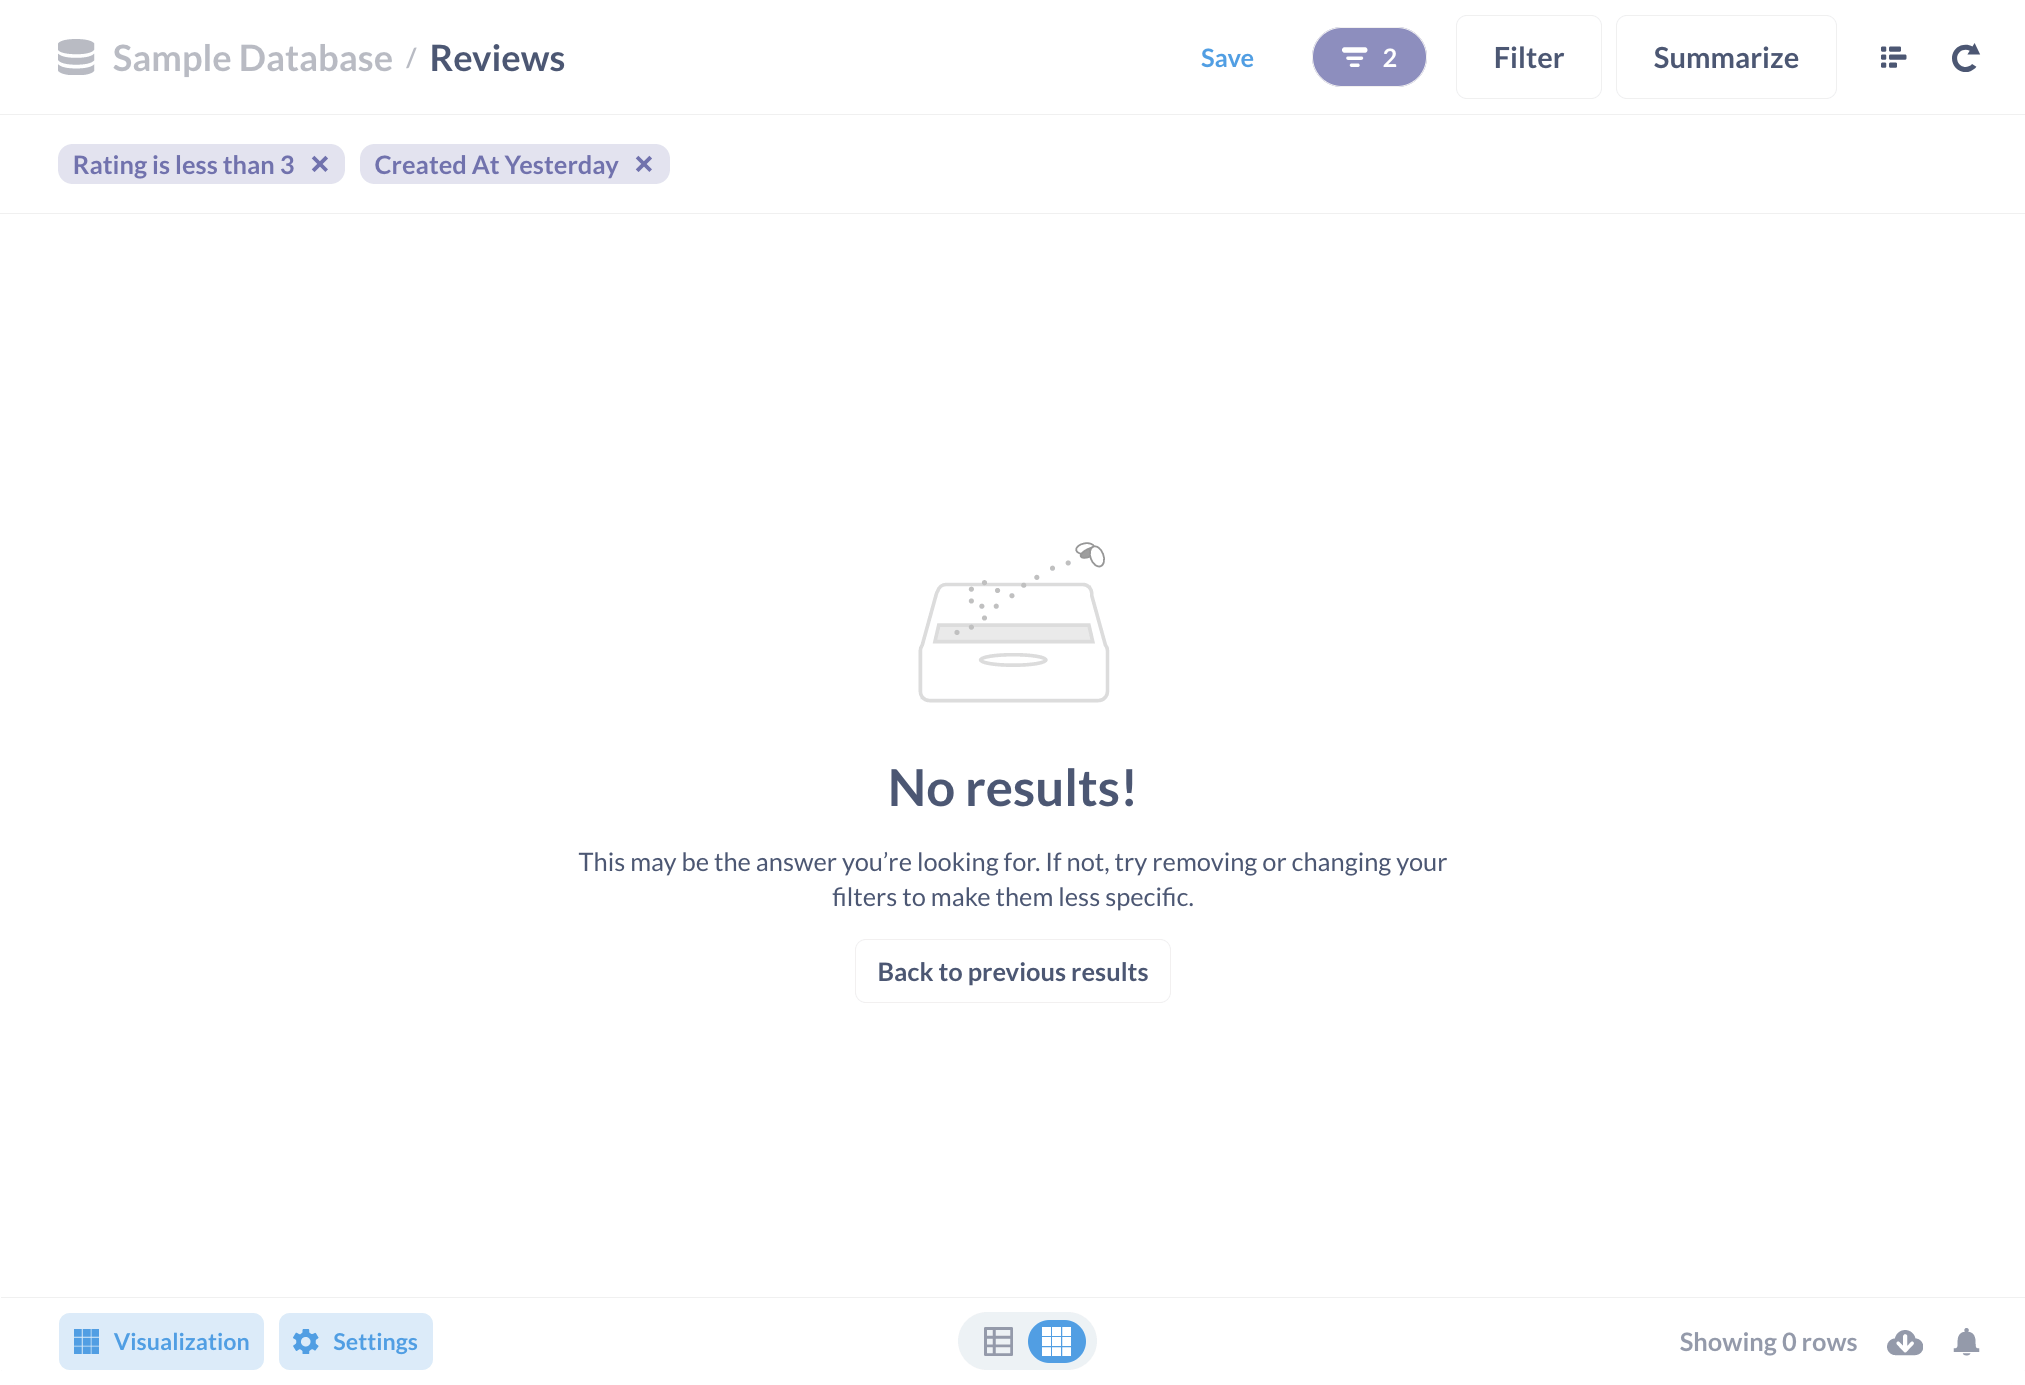 Sample Database / Reviews
Save
2
Filter
Summarize
Rating is less than 3
Created At Yesterday
No results!
This may be the answer you’re looking for. If not, try removing or changing your
filters to make them less specific.
Back to previous results
Visualization
Settings
Showing 0 rows